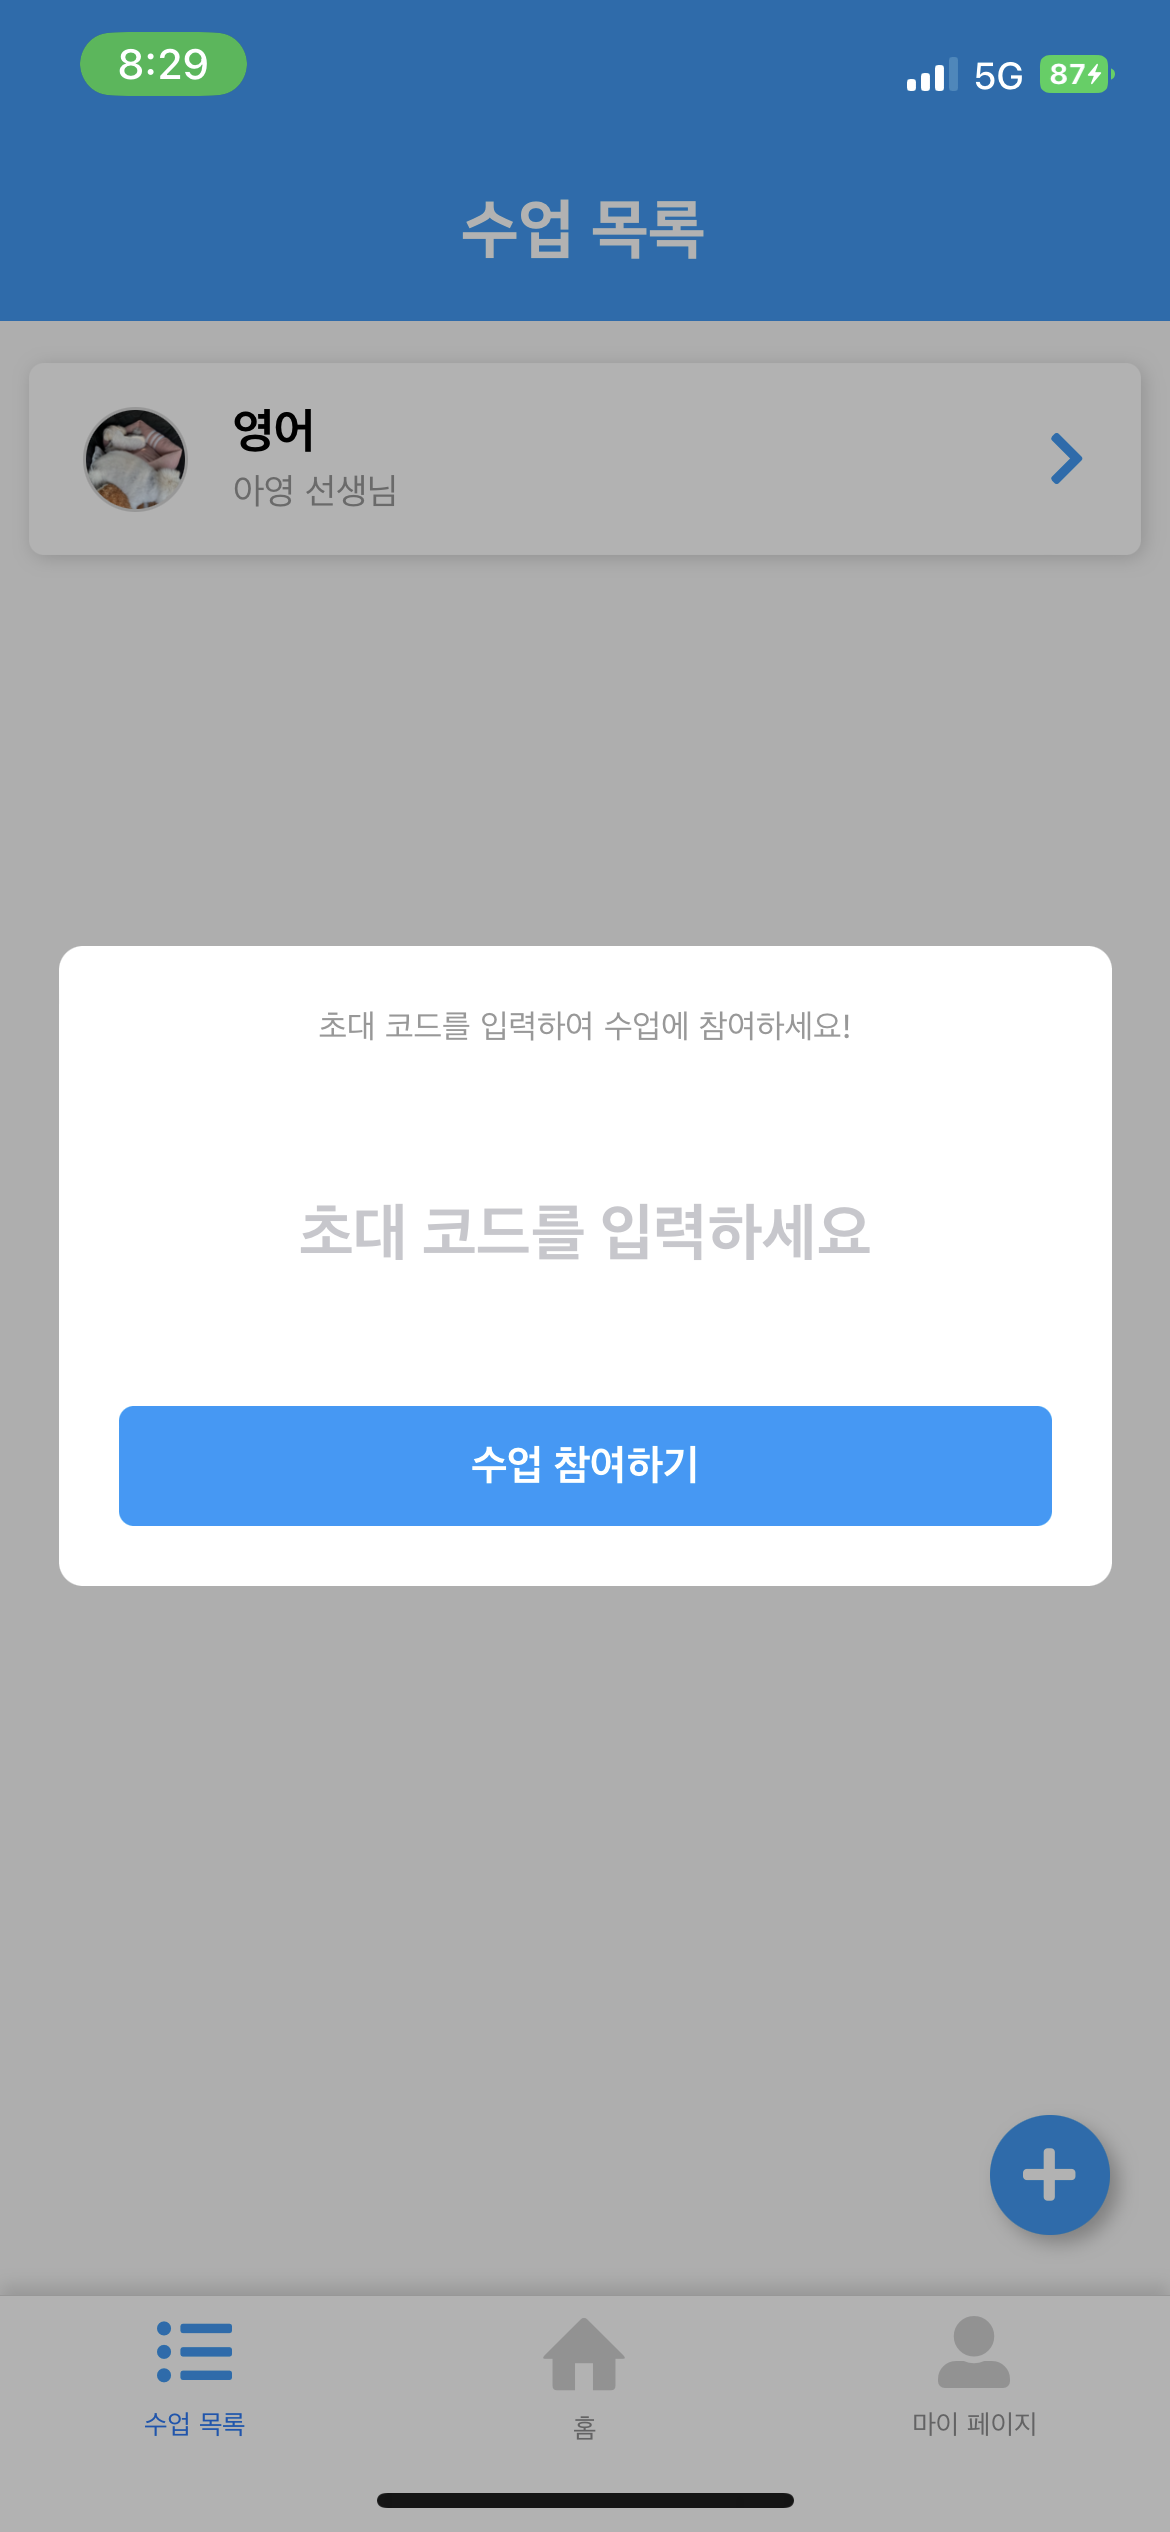 8:29
5G 87
수업 목록
영어
아영 선생님
초대 코드를 입력하여 수업에 참여하세요!
초대 코드를 입력하세요
수업 참여하기
수업 목록
홈
마이 페이지